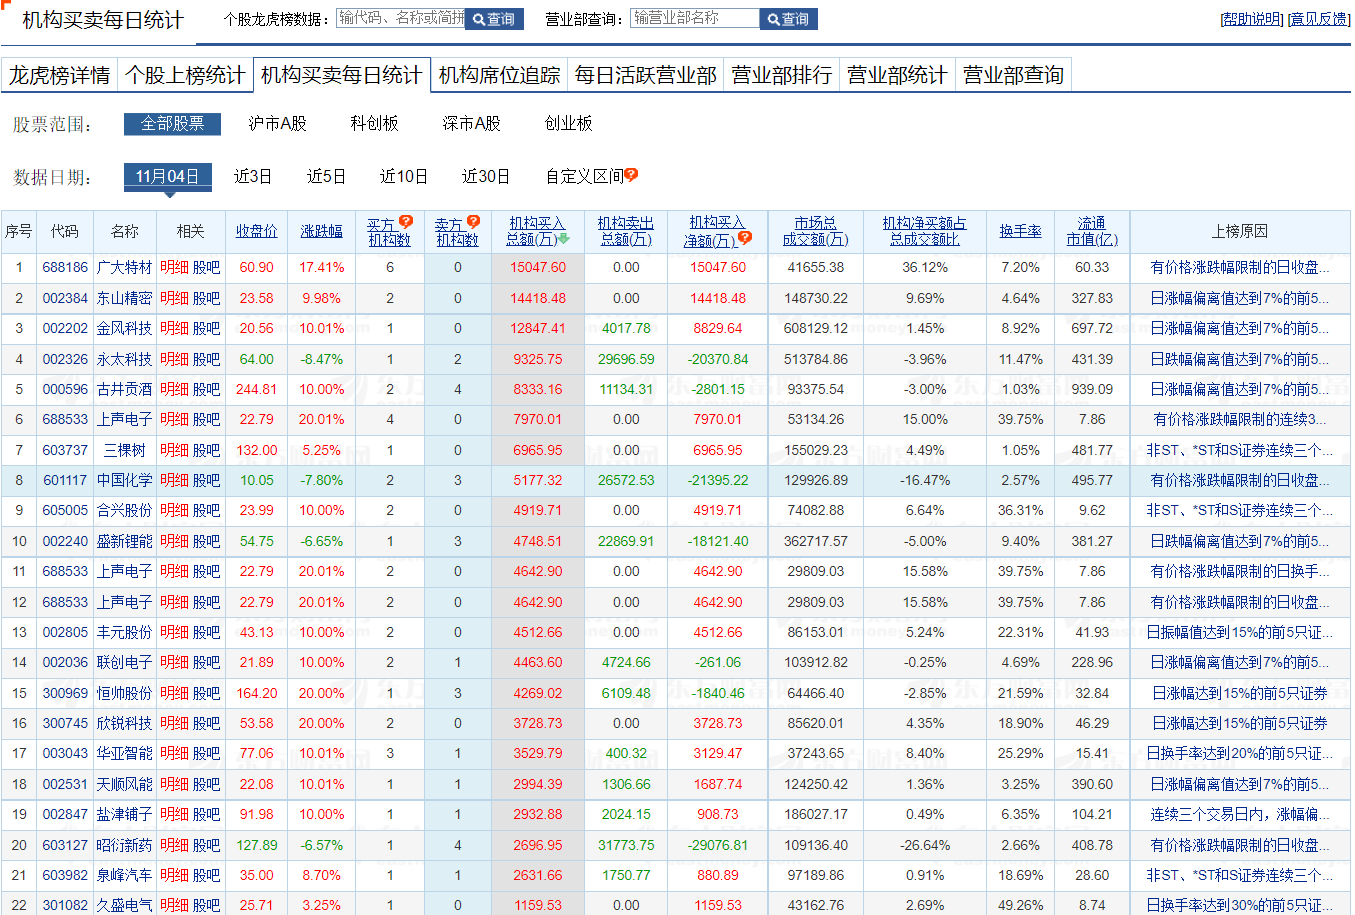 机构买卖每日统计 个股龙虎榜数据： 输代码、名称或简拼 查询 营业部查询： 输营业部名称 查询 [帮助说明] [意见反馈]
龙虎榜详情 个股上榜统计 机构买卖每日统计 机构席位追踪 每日活跃营业部 营业部排行 营业部统计 营业部查询
股票范围： 全部股票 沪市A股 科创板 深市A股 创业板
数据日期： 11月04日 近3日 近5日 近10日 近30日 自定义区间?
序号 代码 名称 相关 收盘价 涨跌幅 买方?机构数 卖方?机构数 机构买入总额(万) 机构卖出总额(万) 机构买入净额(万)? 市场总成交额(万) 机构净买额占总成交额比 换手率 流通市值(亿) 上榜原因
1 688186 广大特材 明细 股吧 60.90 17.41% 6 0 15047.60 0.00 15047.60 41655.38 36.12% 7.20% 60.33 有价格涨跌幅限制的日收盘...
2 002384 东山精密 明细 股吧 23.58 9.98% 2 0 14418.48 0.00 14418.48 148730.22 9.69% 4.64% 327.83 日涨幅偏离值达到7%的前5...
3 002202 金风科技 明细 股吧 20.56 10.01% 1 0 12847.41 4017.78 8829.64 608129.12 1.45% 8.92% 697.72 日涨幅偏离值达到7%的前5...
4 002326 永太科技 明细 股吧 64.00 -8.47% 1 2 9325.75 29696.59 -20370.84 513784.86 -3.96% 11.47% 431.39 日跌幅偏离值达到7%的前5...
5 000596 古井贡酒 明细 股吧 244.81 10.00% 2 4 8333.16 11134.31 -2801.15 93375.54 -3.00% 1.03% 939.09 日涨幅偏离值达到7%的前5...
6 688533 上声电子 明细 股吧 22.79 20.01% 4 0 7970.01 0.00 7970.01 53134.26 15.00% 39.75% 7.86 有价格涨跌幅限制的连续3...
7 603737 三棵树 明细 股吧 132.00 5.25% 1 0 6965.95 0.00 6965.95 155029.23 4.49% 1.05% 481.77 非ST、*ST和S证券连续三个...
8 601117 中国化学 明细 股吧 10.05 -7.80% 2 3 5177.32 26572.53 -21395.22 129926.89 -16.47% 2.57% 495.77 有价格涨跌幅限制的日收盘...
9 605005 合兴股份 明细 股吧 23.99 10.00% 2 0 4919.71 0.00 4919.71 74082.88 6.64% 36.31% 9.62 非ST、*ST和S证券连续三个...
10 002240 盛新锂能 明细 股吧 54.75 -6.65% 1 3 4748.51 22869.91 -18121.40 362717.57 -5.00% 9.40% 381.27 日跌幅偏离值达到7%的前5...
11 688533 上声电子 明细 股吧 22.79 20.01% 2 0 4642.90 0.00 4642.90 29809.03 15.58% 39.75% 7.86 有价格涨跌幅限制的日换手...
12 688533 上声电子 明细 股吧 22.79 20.01% 2 0 4642.90 0.00 4642.90 29809.03 15.58% 39.75% 7.86 有价格涨跌幅限制的日收盘...
13 002805 丰元股份 明细 股吧 43.13 10.00% 2 0 4512.66 0.00 4512.66 86153.01 5.24% 22.31% 41.93 日振幅值达到15%的前5只证...
14 002036 联创电子 明细 股吧 21.89 10.00% 2 1 4463.60 4724.66 -261.06 103912.82 -0.25% 4.69% 228.96 日涨幅偏离值达到7%的前5...
15 300969 恒帅股份 明细 股吧 164.20 20.00% 1 3 4269.02 6109.48 -1840.46 64466.40 -2.85% 21.59% 32.84 日涨幅达到15%的前5只证券
16 300745 欣锐科技 明细 股吧 53.58 20.00% 2 0 3728.73 0.00 3728.73 85620.01 4.35% 18.90% 46.29 日涨幅达到15%的前5只证券
17 003043 华亚智能 明细 股吧 77.06 10.01% 3 1 3529.79 400.32 3129.47 37243.65 8.40% 25.29% 15.41 日换手率达到20%的前5只证...
18 002531 天顺风能 明细 股吧 22.08 10.01% 1 1 2994.39 1306.66 1687.74 124250.42 1.36% 3.25% 390.60 日涨幅偏离值达到7%的前5...
19 002847 盐津铺子 明细 股吧 91.98 10.00% 1 1 2932.88 2024.15 908.73 186027.17 0.49% 6.35% 104.21 连续三个交易日内，涨幅偏...
20 603127 昭衍新药 明细 股吧 127.89 -6.57% 1 4 2696.95 31773.75 -29076.81 109136.40 -26.64% 2.66% 408.78 有价格涨跌幅限制的日收盘...
21 603982 泉峰汽车 明细 股吧 35.00 8.70% 1 1 2631.66 1750.77 880.89 97189.86 0.91% 18.69% 28.60 非ST、*ST和S证券连续三个...
22 301082 久盛电气 明细 股吧 25.71 3.25% 1 0 1159.53 0.00 1159.53 43162.76 2.69% 49.26% 8.74 日换手率达到30%的前5只证...